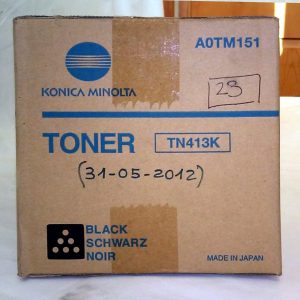 A0TM151
KONICA MINOLTA
23
TONER TN413K
(31-05-2012)
BLACK
SCHWARZ
NOIR
MADE IN JAPAN